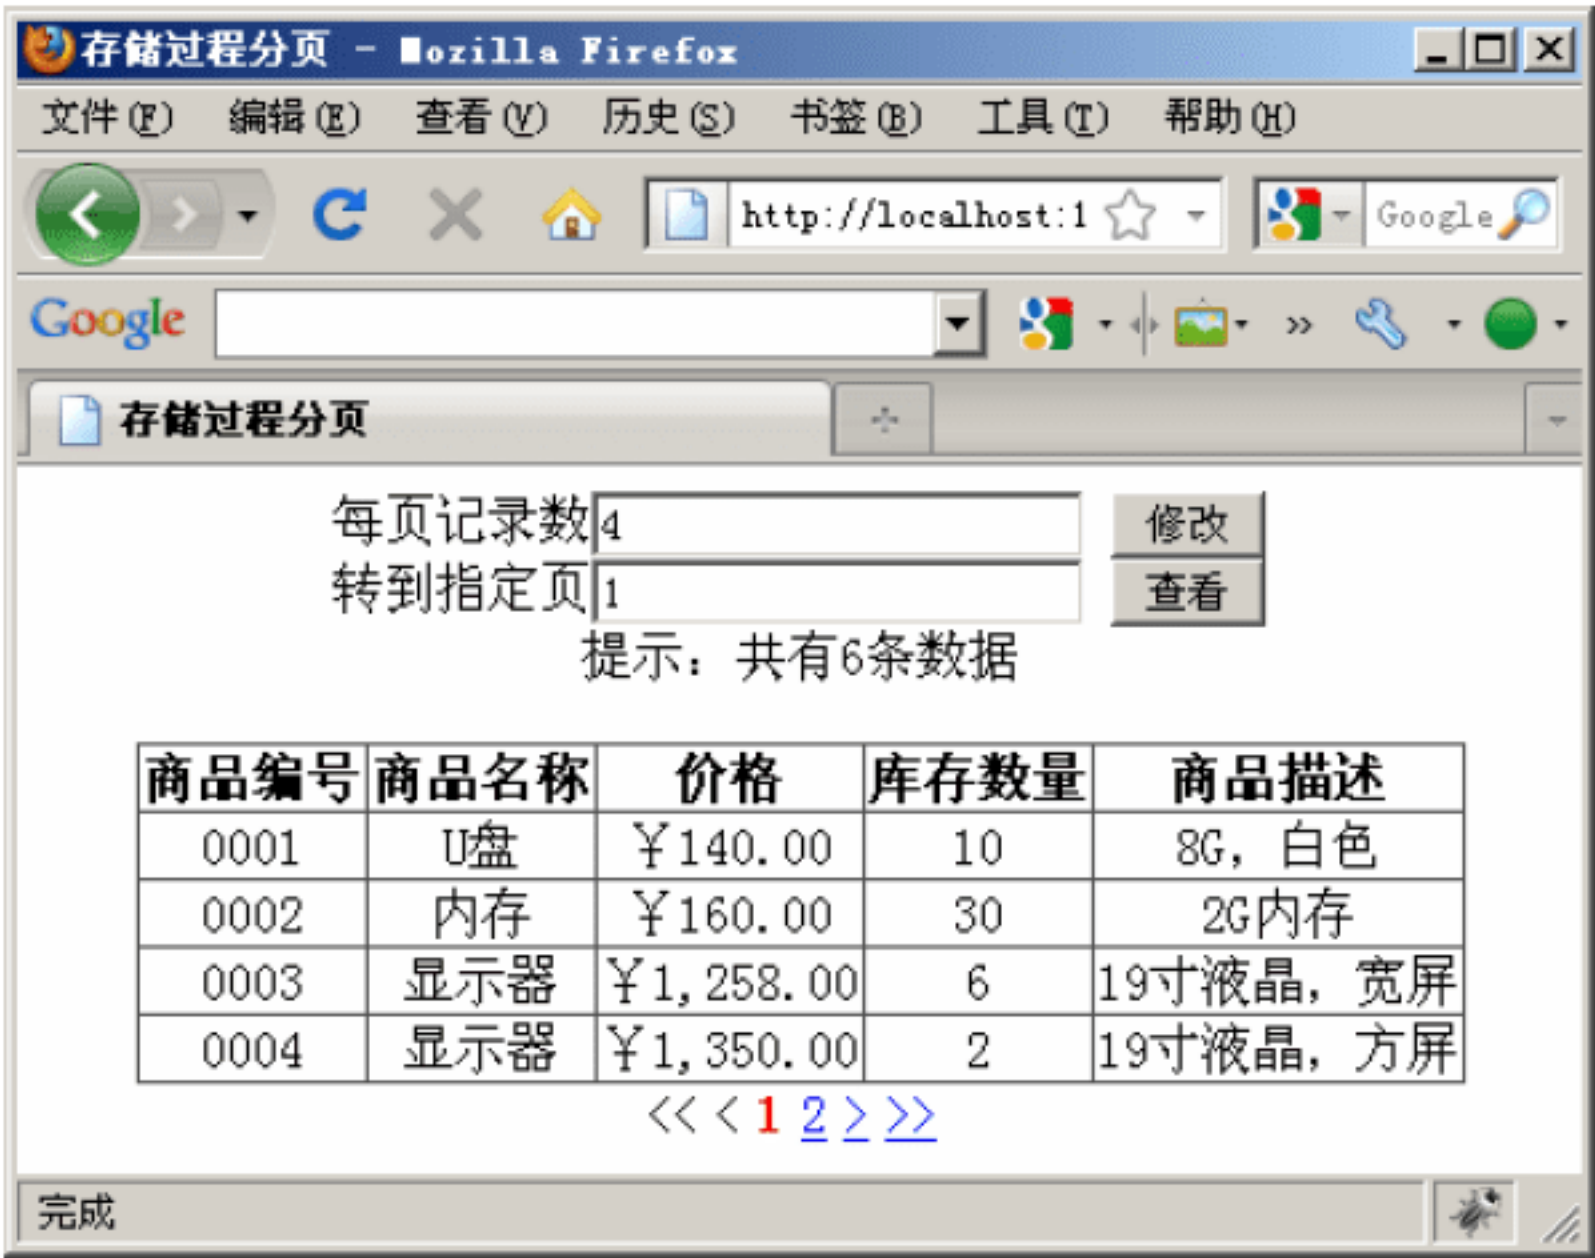 存储过程分页 - Mozilla Firefox
文件(F) 编辑(E) 查看(V) 历史(S) 书签(B) 工具(T) 帮助(H)
http://localhost:1 Google
Google
存储过程分页
每页记录数 4 修改
转到指定页 1 查看
提示：共有6条数据
商品编号 商品名称 价格 库存数量 商品描述
0001 U盘 ￥140.00 10 8G，白色
0002 内存 ￥160.00 30 2G内存
0003 显示器 ￥1,258.00 6 19寸液晶，宽屏
0004 显示器 ￥1,350.00 2 19寸液晶，方屏
<< < 1 2 > >>
完成